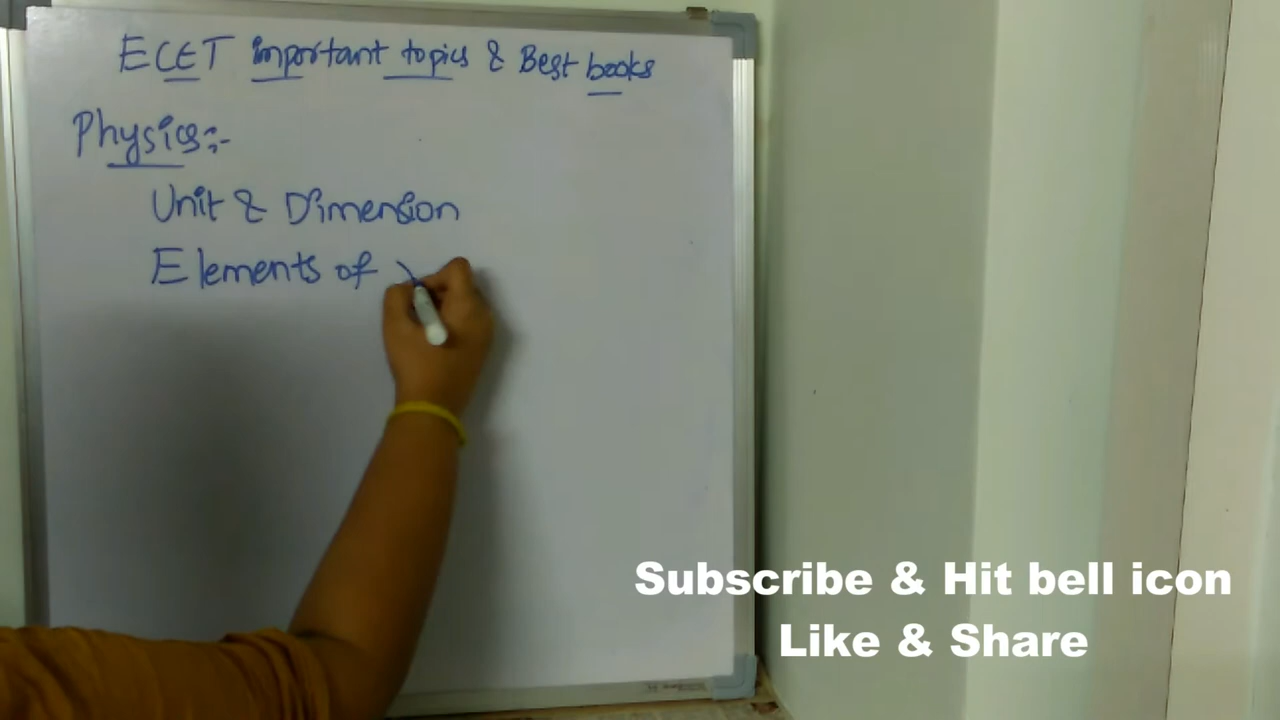 ECET important topics & Best books
Physics:-
Unit & Dimension
Elements of
Subscribe & Hit bell icon
Like & Share